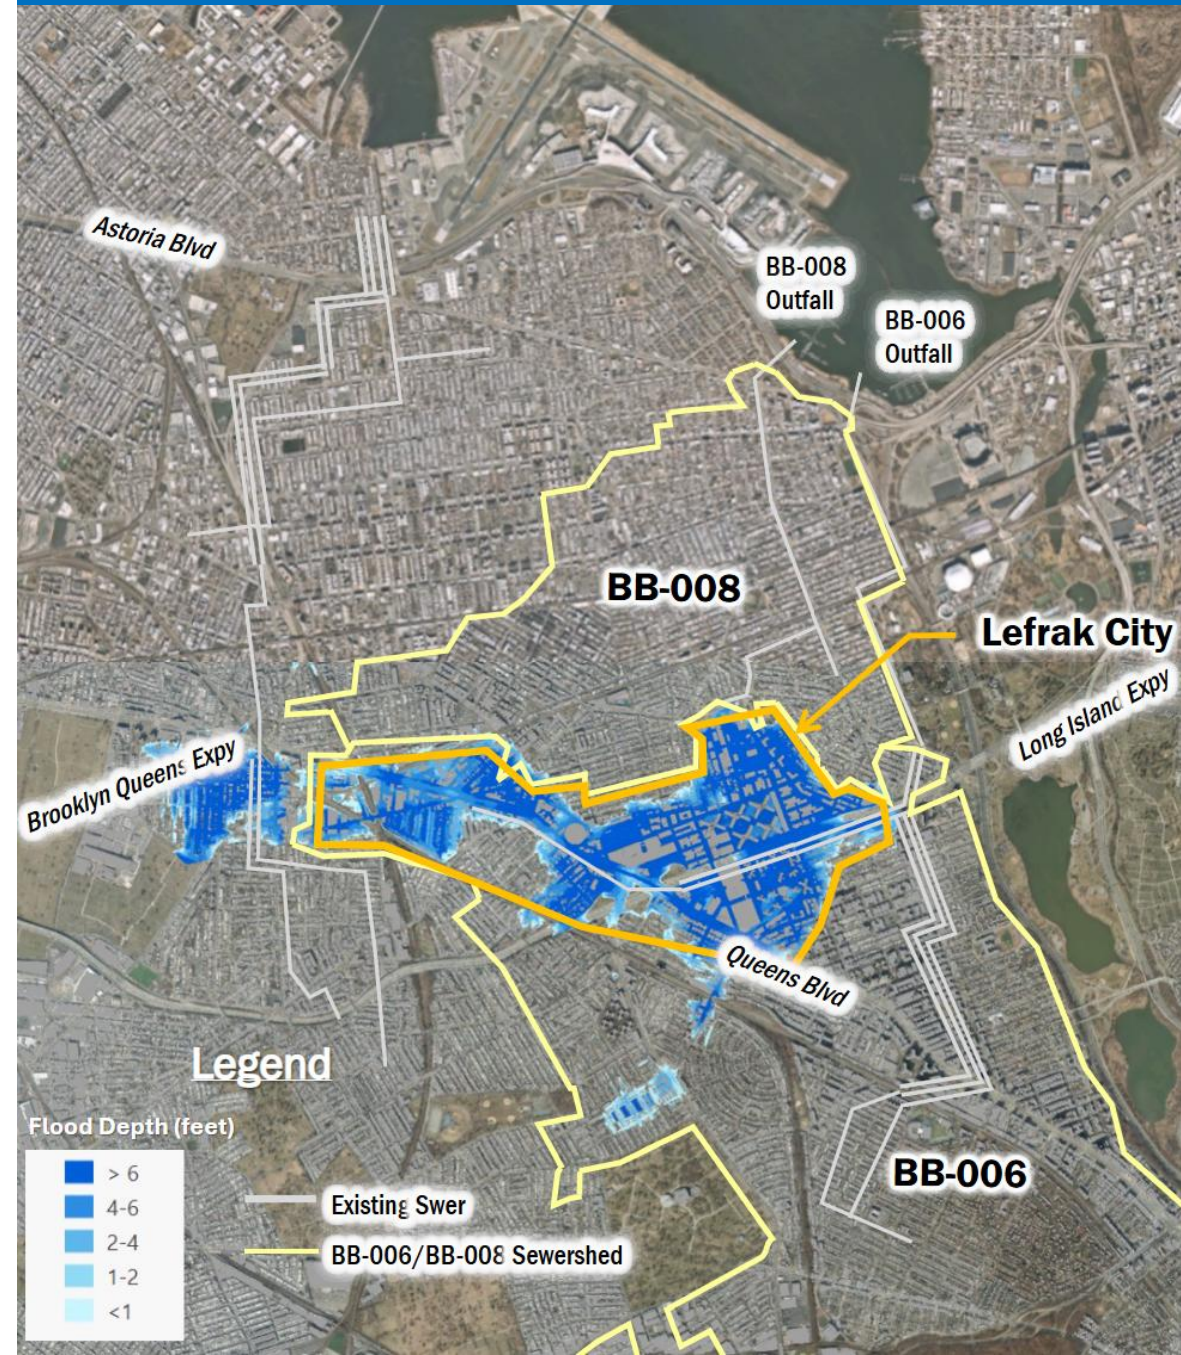 Astoria Blvd
BB-008
Outfall
BB-006
Outfall
BB-008
Lefrak City
Long Island Expy
Brooklyn Queens Expy
Queens Blvd
Legend
Flood Depth (feet)
> 6
4-6
2-4
1-2
<1
Existing Swer
BB-006/BB-008 Sewershed
BB-006